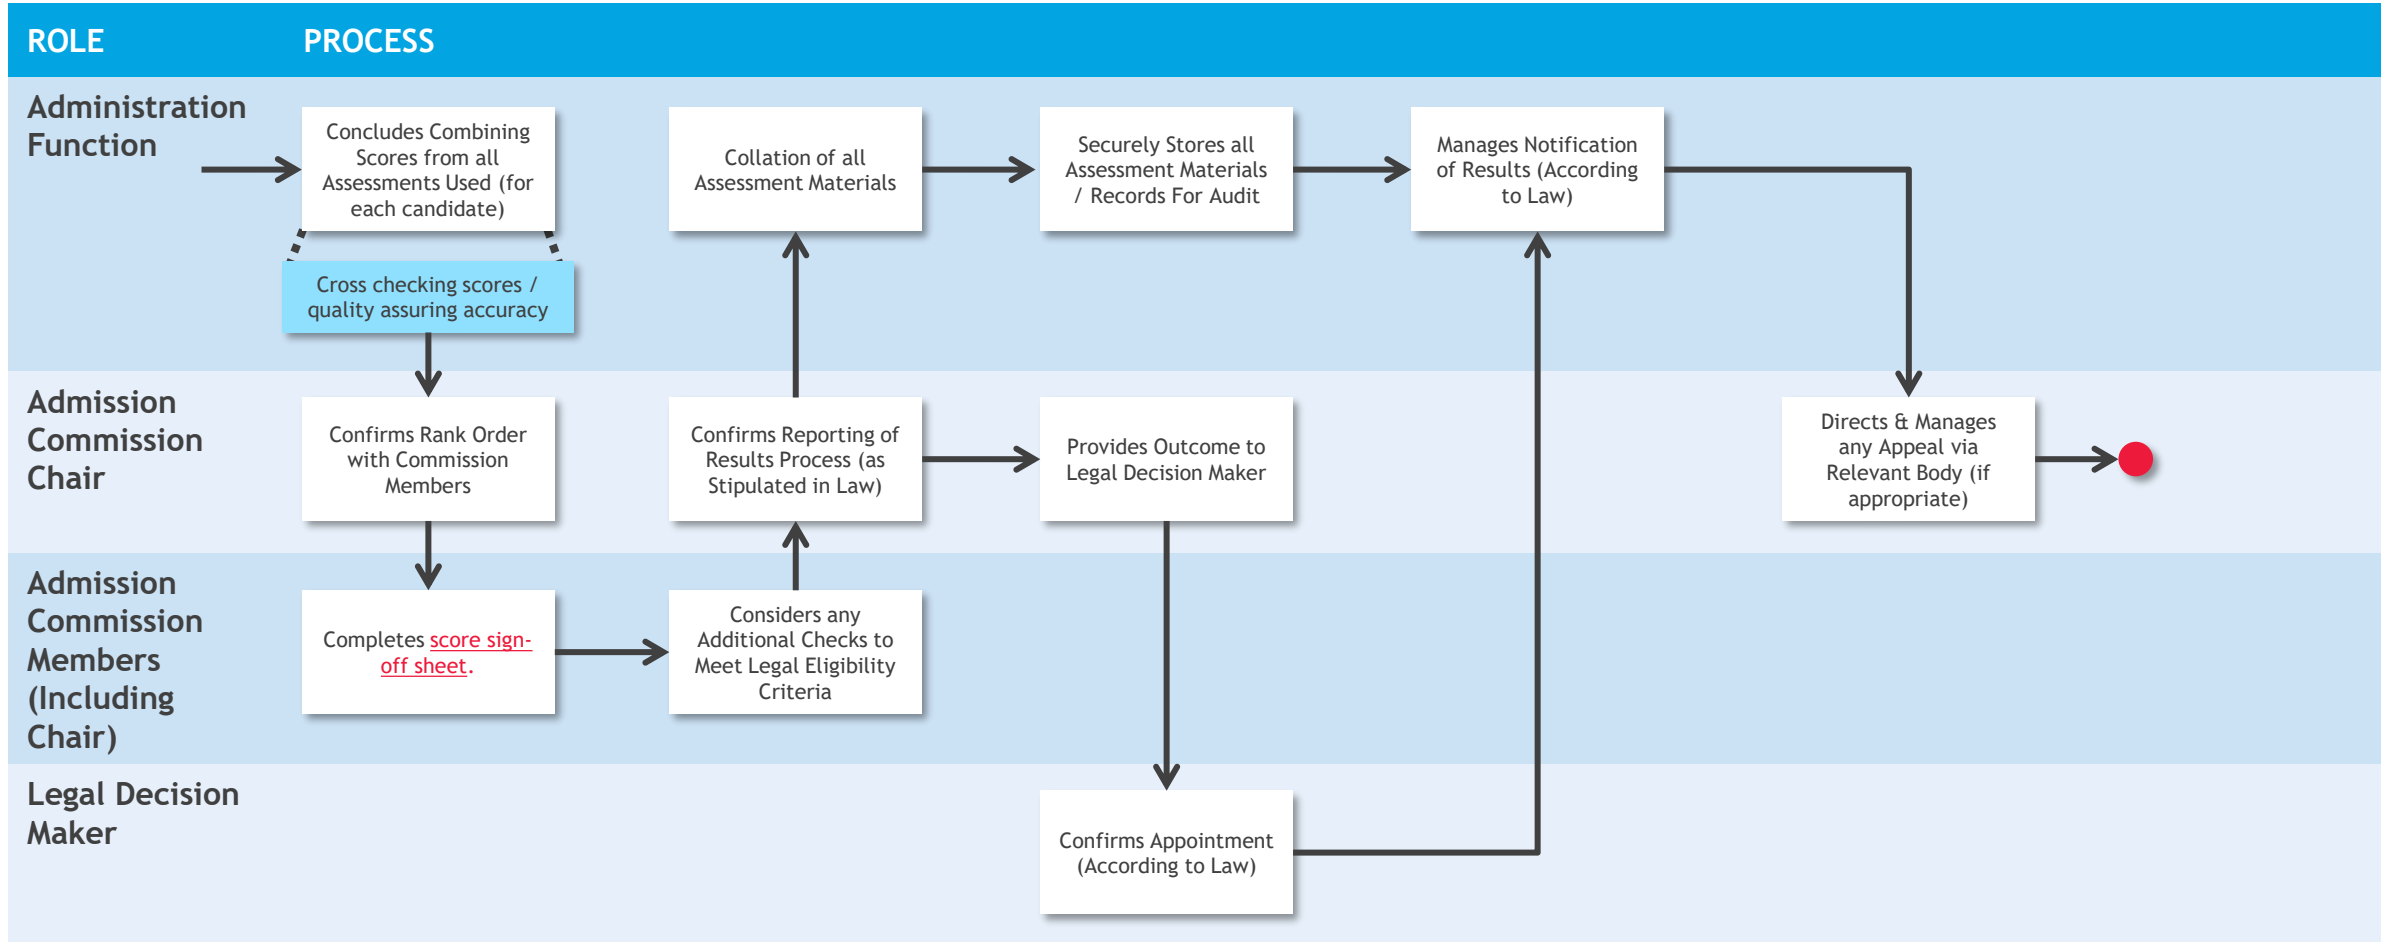 ROLE
PROCESS
Administration
Function
Concludes Combining
Scores from all
Assessments Used (for
each candidate)
Cross checking scores /
quality assuring accuracy
Collation of all
Assessment Materials
Securely Stores all
Assessment Materials
/ Records For Audit
Manages Notification
of Results (According
to Law)
Admission
Commission
Chair
Confirms Rank Order
with Commission
Members
Confirms Reporting of
Results Process (as
Stipulated in Law)
Provides Outcome to
Legal Decision Maker
Directs & Manages
any Appeal via
Relevant Body (if
appropriate)
Admission
Commission
Members
(Including
Chair)
Completes score sign-
off sheet.
Considers any
Additional Checks to
Meet Legal Eligibility
Criteria
Legal Decision
Maker
Confirms Appointment
(According to Law)